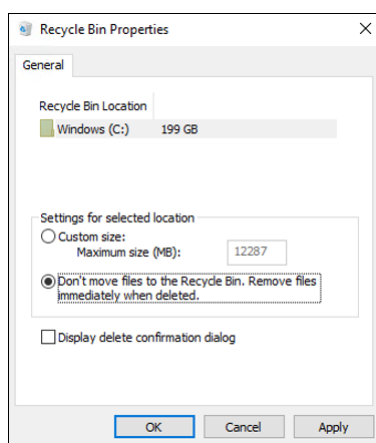 Recycle Bin Properties
General
Recycle Bin Location
Windows (C:) 199 GB
Settings for selected location
Custom size:
Maximum size (MB): 12287
Don't move files to the Recycle Bin. Remove files
immediately when deleted.
Display delete confirmation dialog
OK Cancel Apply